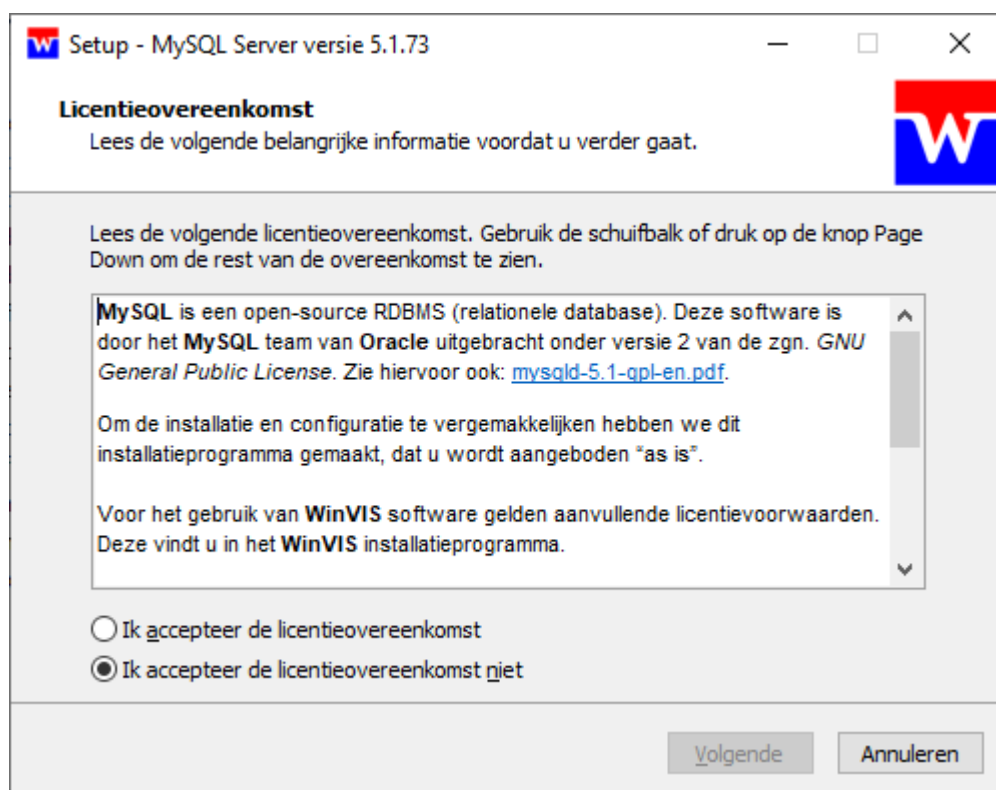 Setup - MySQL Server versie 5.1.73
Licentieovereenkomst
Lees de volgende belangrijke informatie voordat u verder gaat.
W
Lees de volgende licentieovereenkomst. Gebruik de schuifbalk of druk op de knop Page
Down om de rest van de overeenkomst te zien.
MySQL is een open-source RDBMS (relationele database). Deze software is
door het MySQL team van Oracle uitgebracht onder versie 2 van de zgn. GNU
General Public License. Zie hiervoor ook: mysqld-5.1-gpl-en.pdf.
Om de installatie en configuratie te vergemakkelijken hebben we dit
installatieprogramma gemaakt, dat u wordt aangeboden “as is”.
Voor het gebruik van WinVIS software gelden aanvullende licentievoorwaarden.
Deze vindt u in het WinVIS installatieprogramma.
Ik accepteer de licentieovereenkomst
Ik accepteer de licentieovereenkomst niet
Volgende
Annuleren